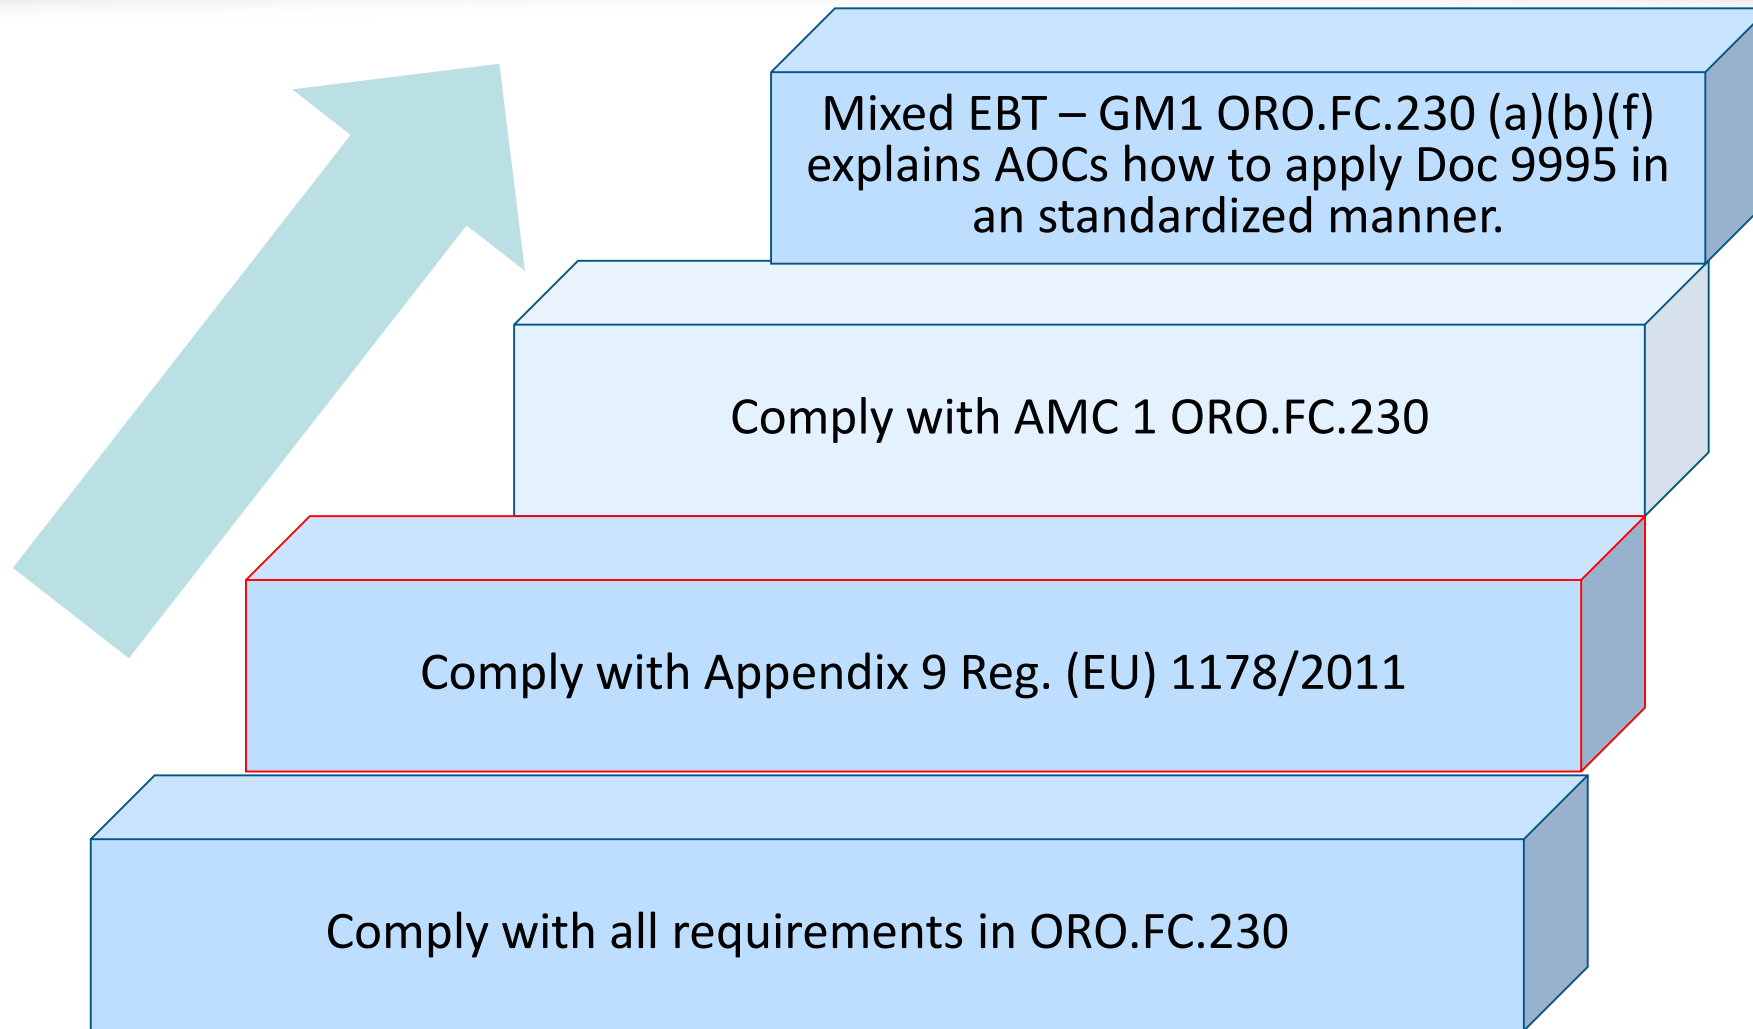 Mixed EBT – GM1 ORO.FC.230 (a)(b)(f)
explains AOCs how to apply Doc 9995 in
an standardized manner.
Comply with AMC 1 ORO.FC.230
Comply with Appendix 9 Reg. (EU) 1178/2011
Comply with all requirements in ORO.FC.230